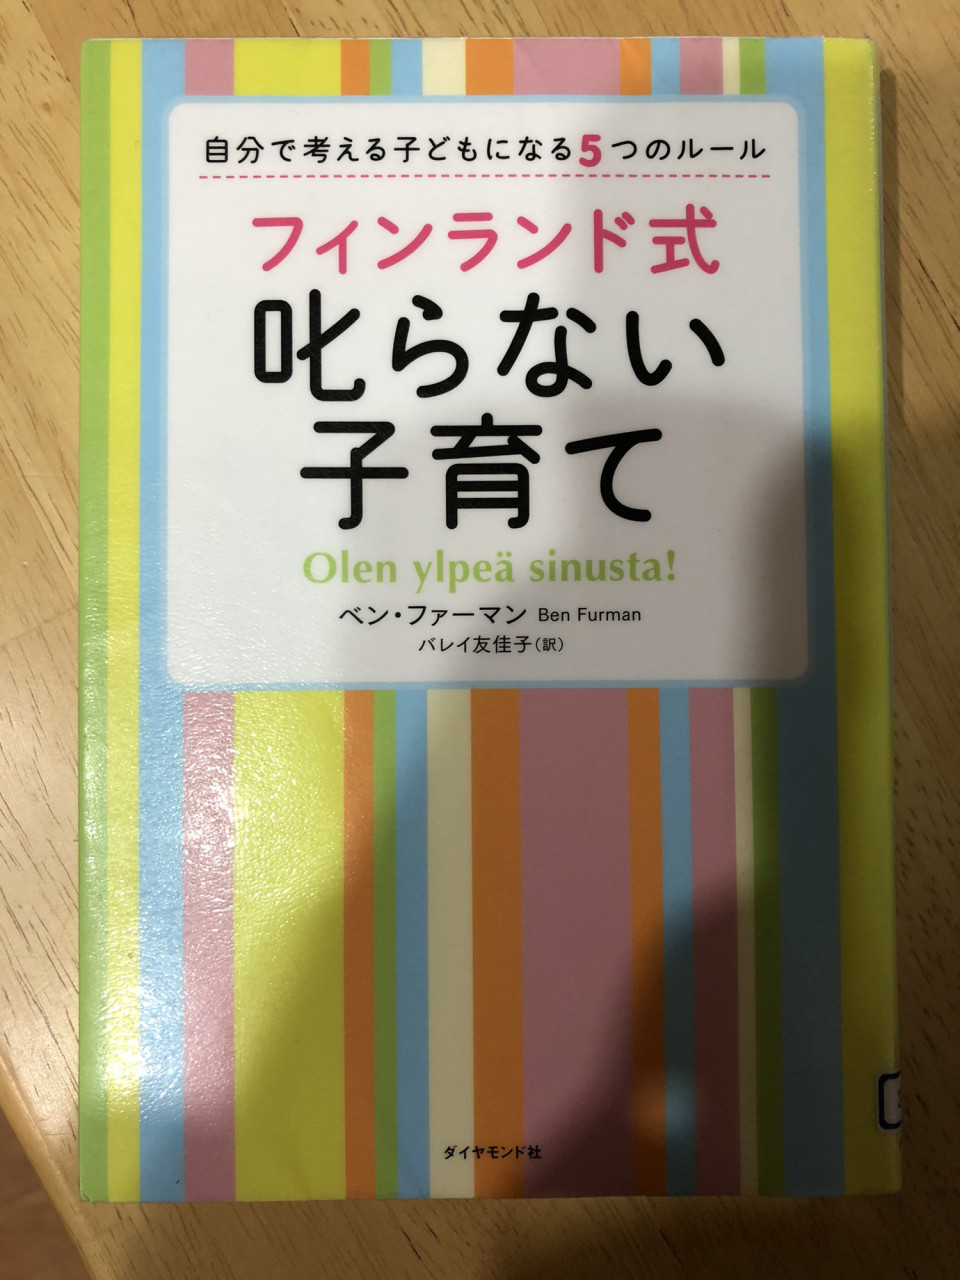 自分で考える子どもになる5つのルール
フィンランド式
叱らない
子育て
Olen ylpeä sinusta!
ベン・ファーマン Ben Furman
バレイ友佳子（訳）
ダイヤモンド社